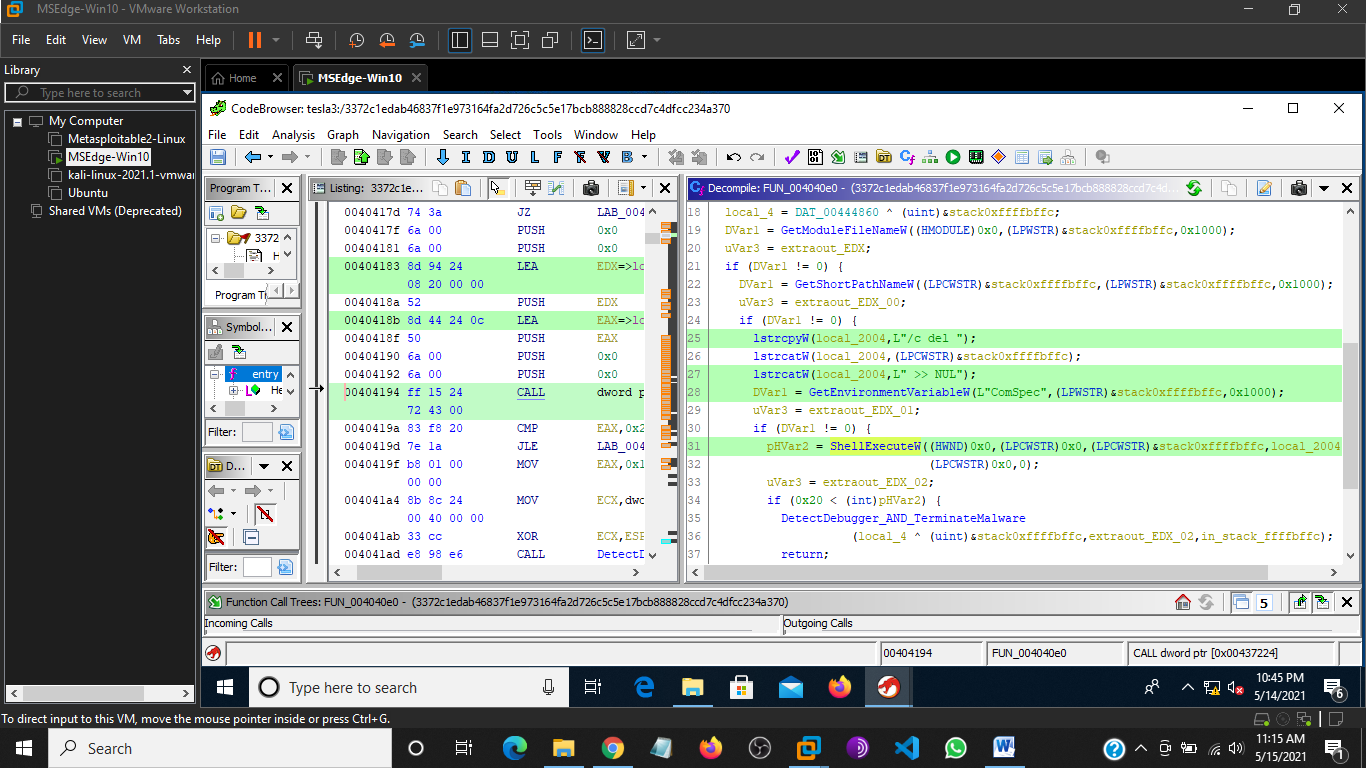 MSEdge-Win10 - VMware Workstation
File Edit View VM Tabs Help
Library
Type here to search
My Computer
Metasploitable2-Linux
MSEdge-Win10
kali-linux-2021.1-vmwar
Ubuntu
Shared VMs (Deprecated)
Home
MSEdge-Win10
CodeBrowser: tesla3:/3372c1edab46837f1e973164fa2d726c5c5e17bcb888828ccd7c4dfcc234a370
File Edit Analysis Graph Navigation Search Select Tools Window Help
I D U L F R V B
Program T...
3372
Program Tr
Symbol...
entry
Filter:
D...
Filter:
Listing: 3372c1e...
0040417d 74 3a JZ LAB_004
0040417f 6a 00 PUSH 0x0
00404181 6a 00 PUSH 0x0
00404183 8d 94 24 LEA EDX=>lo
08 20 00 00
0040418a 52 PUSH EDX
0040418b 8d 44 24 0c LEA EAX=>lo
0040418f 50 PUSH EAX
00404190 6a 00 PUSH 0x0
00404192 6a 00 PUSH 0x0
00404194 ff 15 24 CALL dword p
72 43 00
0040419a 83 f8 20 CMP EAX,0x2
0040419d 7e 1a JLE LAB_004
0040419f b8 01 00 MOV EAX,0x1
00 00
004041a4 8b 8c 24 MOV ECX,dwo
00 40 00 00
004041ab 33 cc XOR ECX,ESP
004041ad e8 98 e6 CALL DetectD
Decompile: FUN_004040e0 - (3372c1edab46837f1e973164fa2d726c5c5e17bcb888828ccd7c4d...
18 local_4 = DAT_00444860 ^ (uint)&stack0xffffbffc;
19 DVar1 = GetModuleFileNameW((HMODULE)0x0,(LPWSTR)&stack0xffffbffc,0x1000);
20 uVar3 = extraout_EDX;
21 if (DVar1 != 0) {
22 DVar1 = GetShortPathNameW((LPCWSTR)&stack0xffffbffc,(LPWSTR)&stack0xffffbffc,0x1000);
23 uVar3 = extraout_EDX_00;
24 if (DVar1 != 0) {
25 lstrcpyW(local_2004,L"/c del ");
26 lstrcatW(local_2004,(LPCWSTR)&stack0xffffbffc);
27 lstrcatW(local_2004,L" >> NUL");
28 DVar1 = GetEnvironmentVariableW(L"ComSpec",(LPWSTR)&stack0xffffbffc,0x1000);
29 uVar3 = extraout_EDX_01;
30 if (DVar1 != 0) {
31 pHVar2 = ShellExecuteW((HWND)0x0,(LPCWSTR)0x0,(LPCWSTR)&stack0xffffbffc,local_2004
32 (LPCWSTR)0x0,0);
33 uVar3 = extraout_EDX_02;
34 if (0x20 < (int)pHVar2) {
35 DetectDebugger_AND_TerminateMalware
36 (local_4 ^ (uint)&stack0xffffbffc,extraout_EDX_02,in_stack_ffffbffc);
37 return;
Function Call Trees: FUN_004040e0 - (3372c1edab46837f1e973164fa2d726c5c5e17bcb888828ccd7c4dfcc234a370)
5
Incoming Calls
Outgoing Calls
00404194
FUN_004040e0
CALL dword ptr [0x00437224]
Type here to search
10:45 PM
5/14/2021
6
To direct input to this VM, move the mouse pointer inside or press Ctrl+G.
Search
11:15 AM
5/15/2021
1